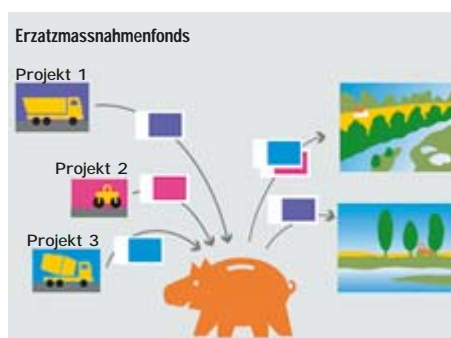 Erzatzmassnahmenfonds
Projekt 1
Projekt 2
Projekt 3